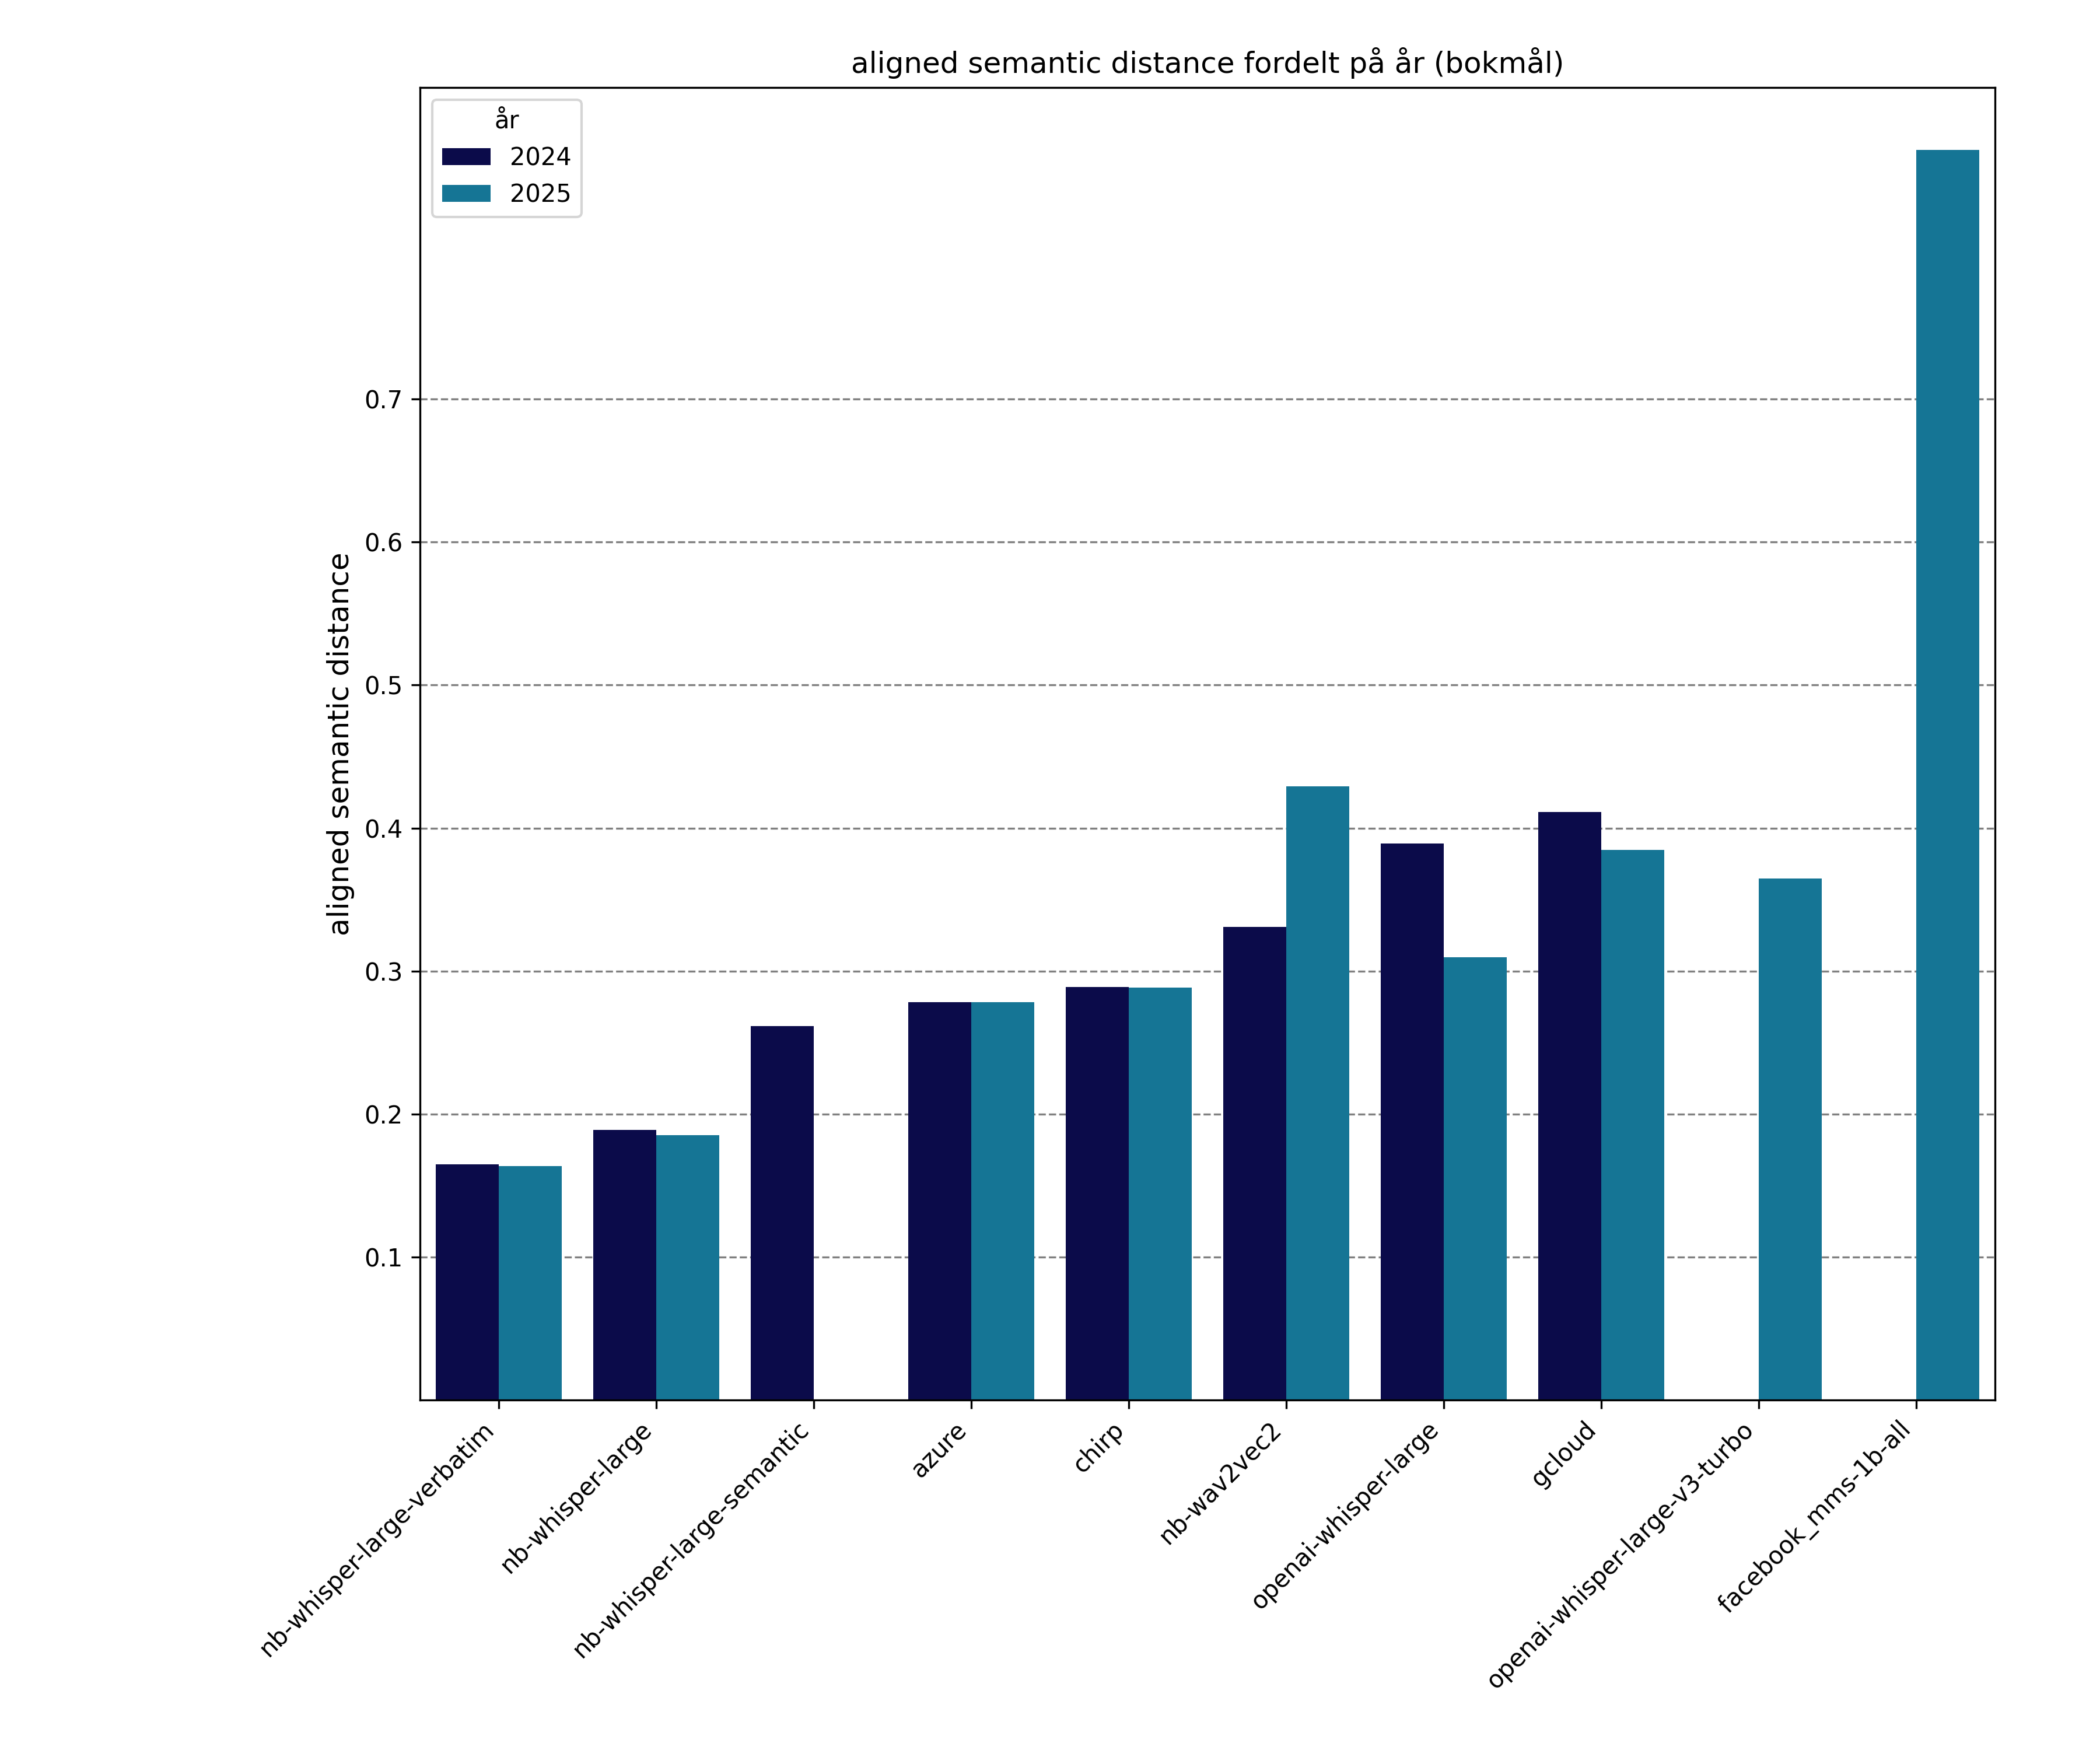 aligned semantic distance fordelt på år (bokmål)
år
2024
2025
aligned semantic distance
0.7
0.6
0.5
0.4
0.3
0.2
0.1
nb-whisper-large-verbatim
nb-whisper-large
nb-whisper-large-semantic
azure
chirp
nb-wav2vec2
openai-whisper-large
gcloud
openai-whisper-large-v3-turbo
facebook_mms-1b-all